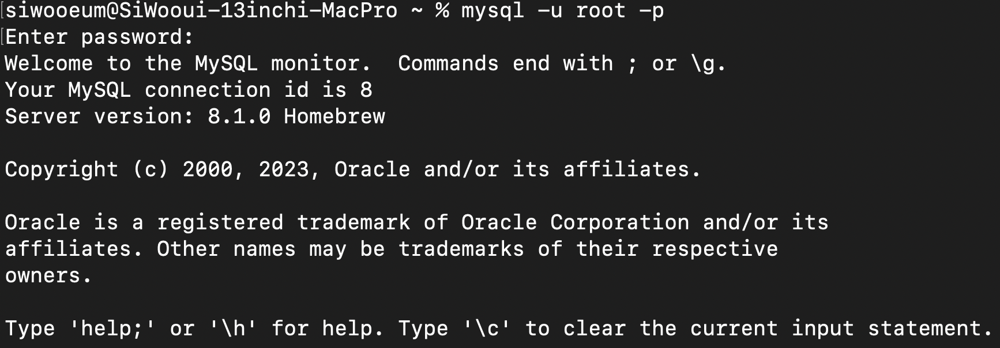 [siwooeum@SiWooui-13inchi-MacPro ~ % mysql -u root -p
[Enter password:
Welcome to the MySQL monitor.  Commands end with ; or \g.
Your MySQL connection id is 8
Server version: 8.1.0 Homebrew
Copyright (c) 2000, 2023, Oracle and/or its affiliates.
Oracle is a registered trademark of Oracle Corporation and/or its
affiliates. Other names may be trademarks of their respective
owners.
Type 'help;' or '\h' for help. Type '\c' to clear the current input statement.